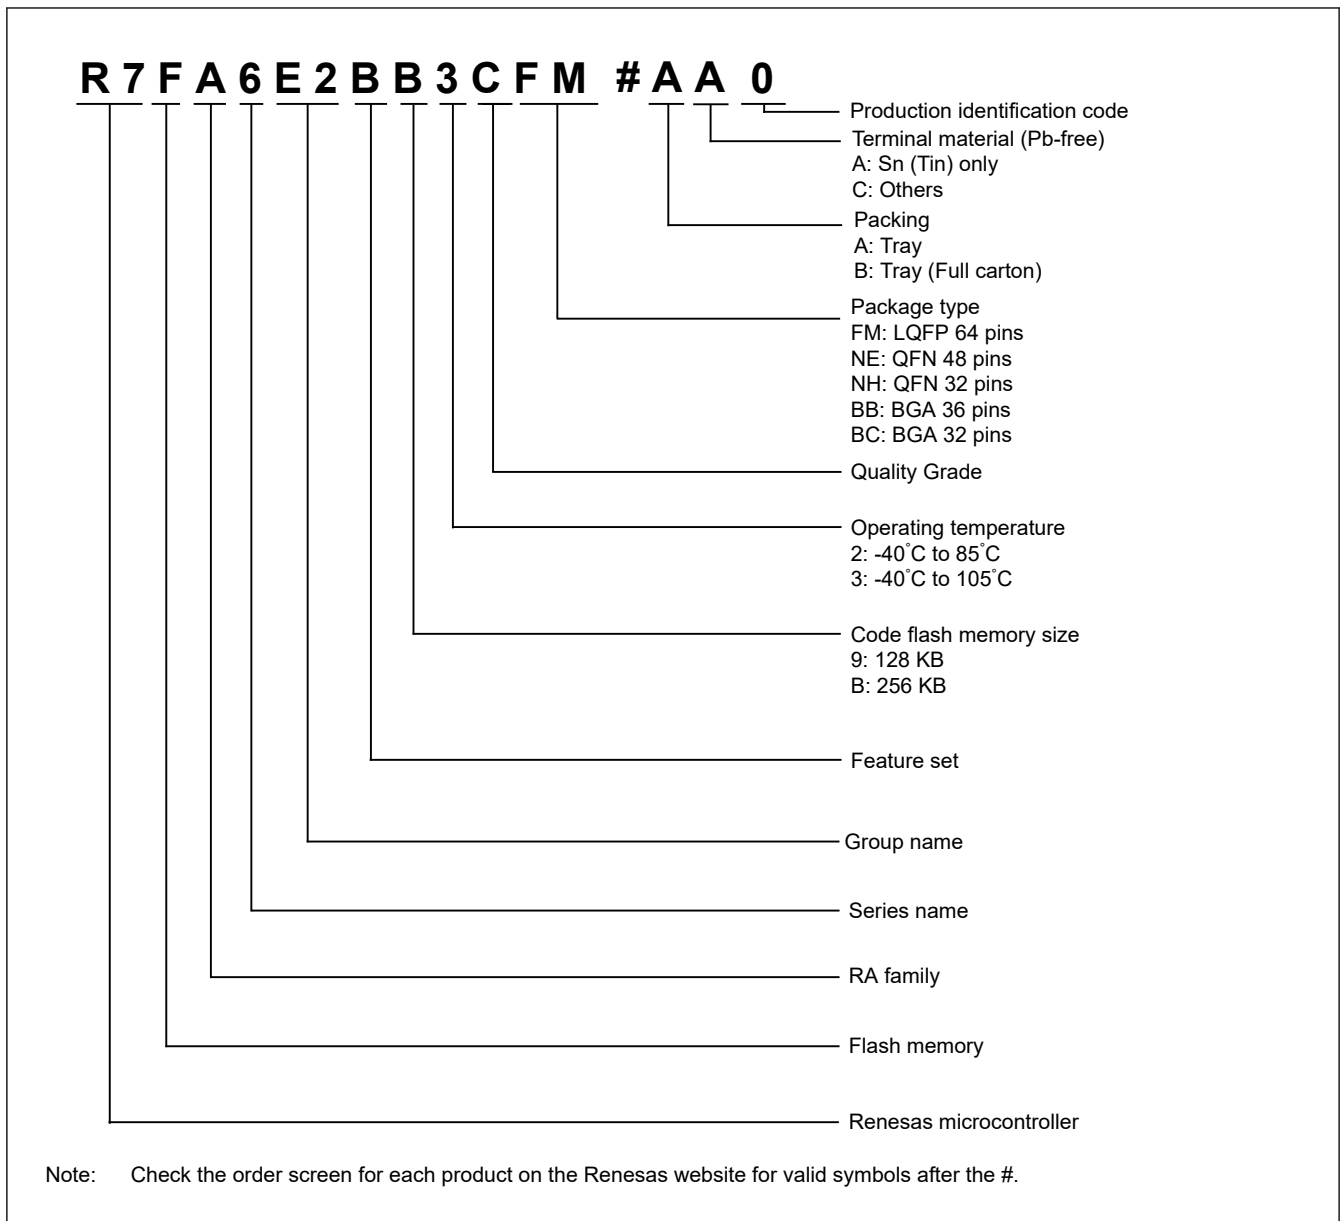 R7FA6E2BB3CFM #AA0
Production identification code
Terminal material (Pb-free)
A: Sn (Tin) only
C: Others
Packing
A: Tray
B: Tray (Full carton)
Package type
FM: LQFP 64 pins
NE: QFN 48 pins
NH: QFN 32 pins
BB: BGA 36 pins
BC: BGA 32 pins
Quality Grade
Operating temperature
2: -40°C to 85°C
3: -40°C to 105°C
Code flash memory size
9: 128 KB
B: 256 KB
Feature set
Group name
Series name
RA family
Flash memory
Renesas microcontroller
Note: Check the order screen for each product on the Renesas website for valid symbols after the #.